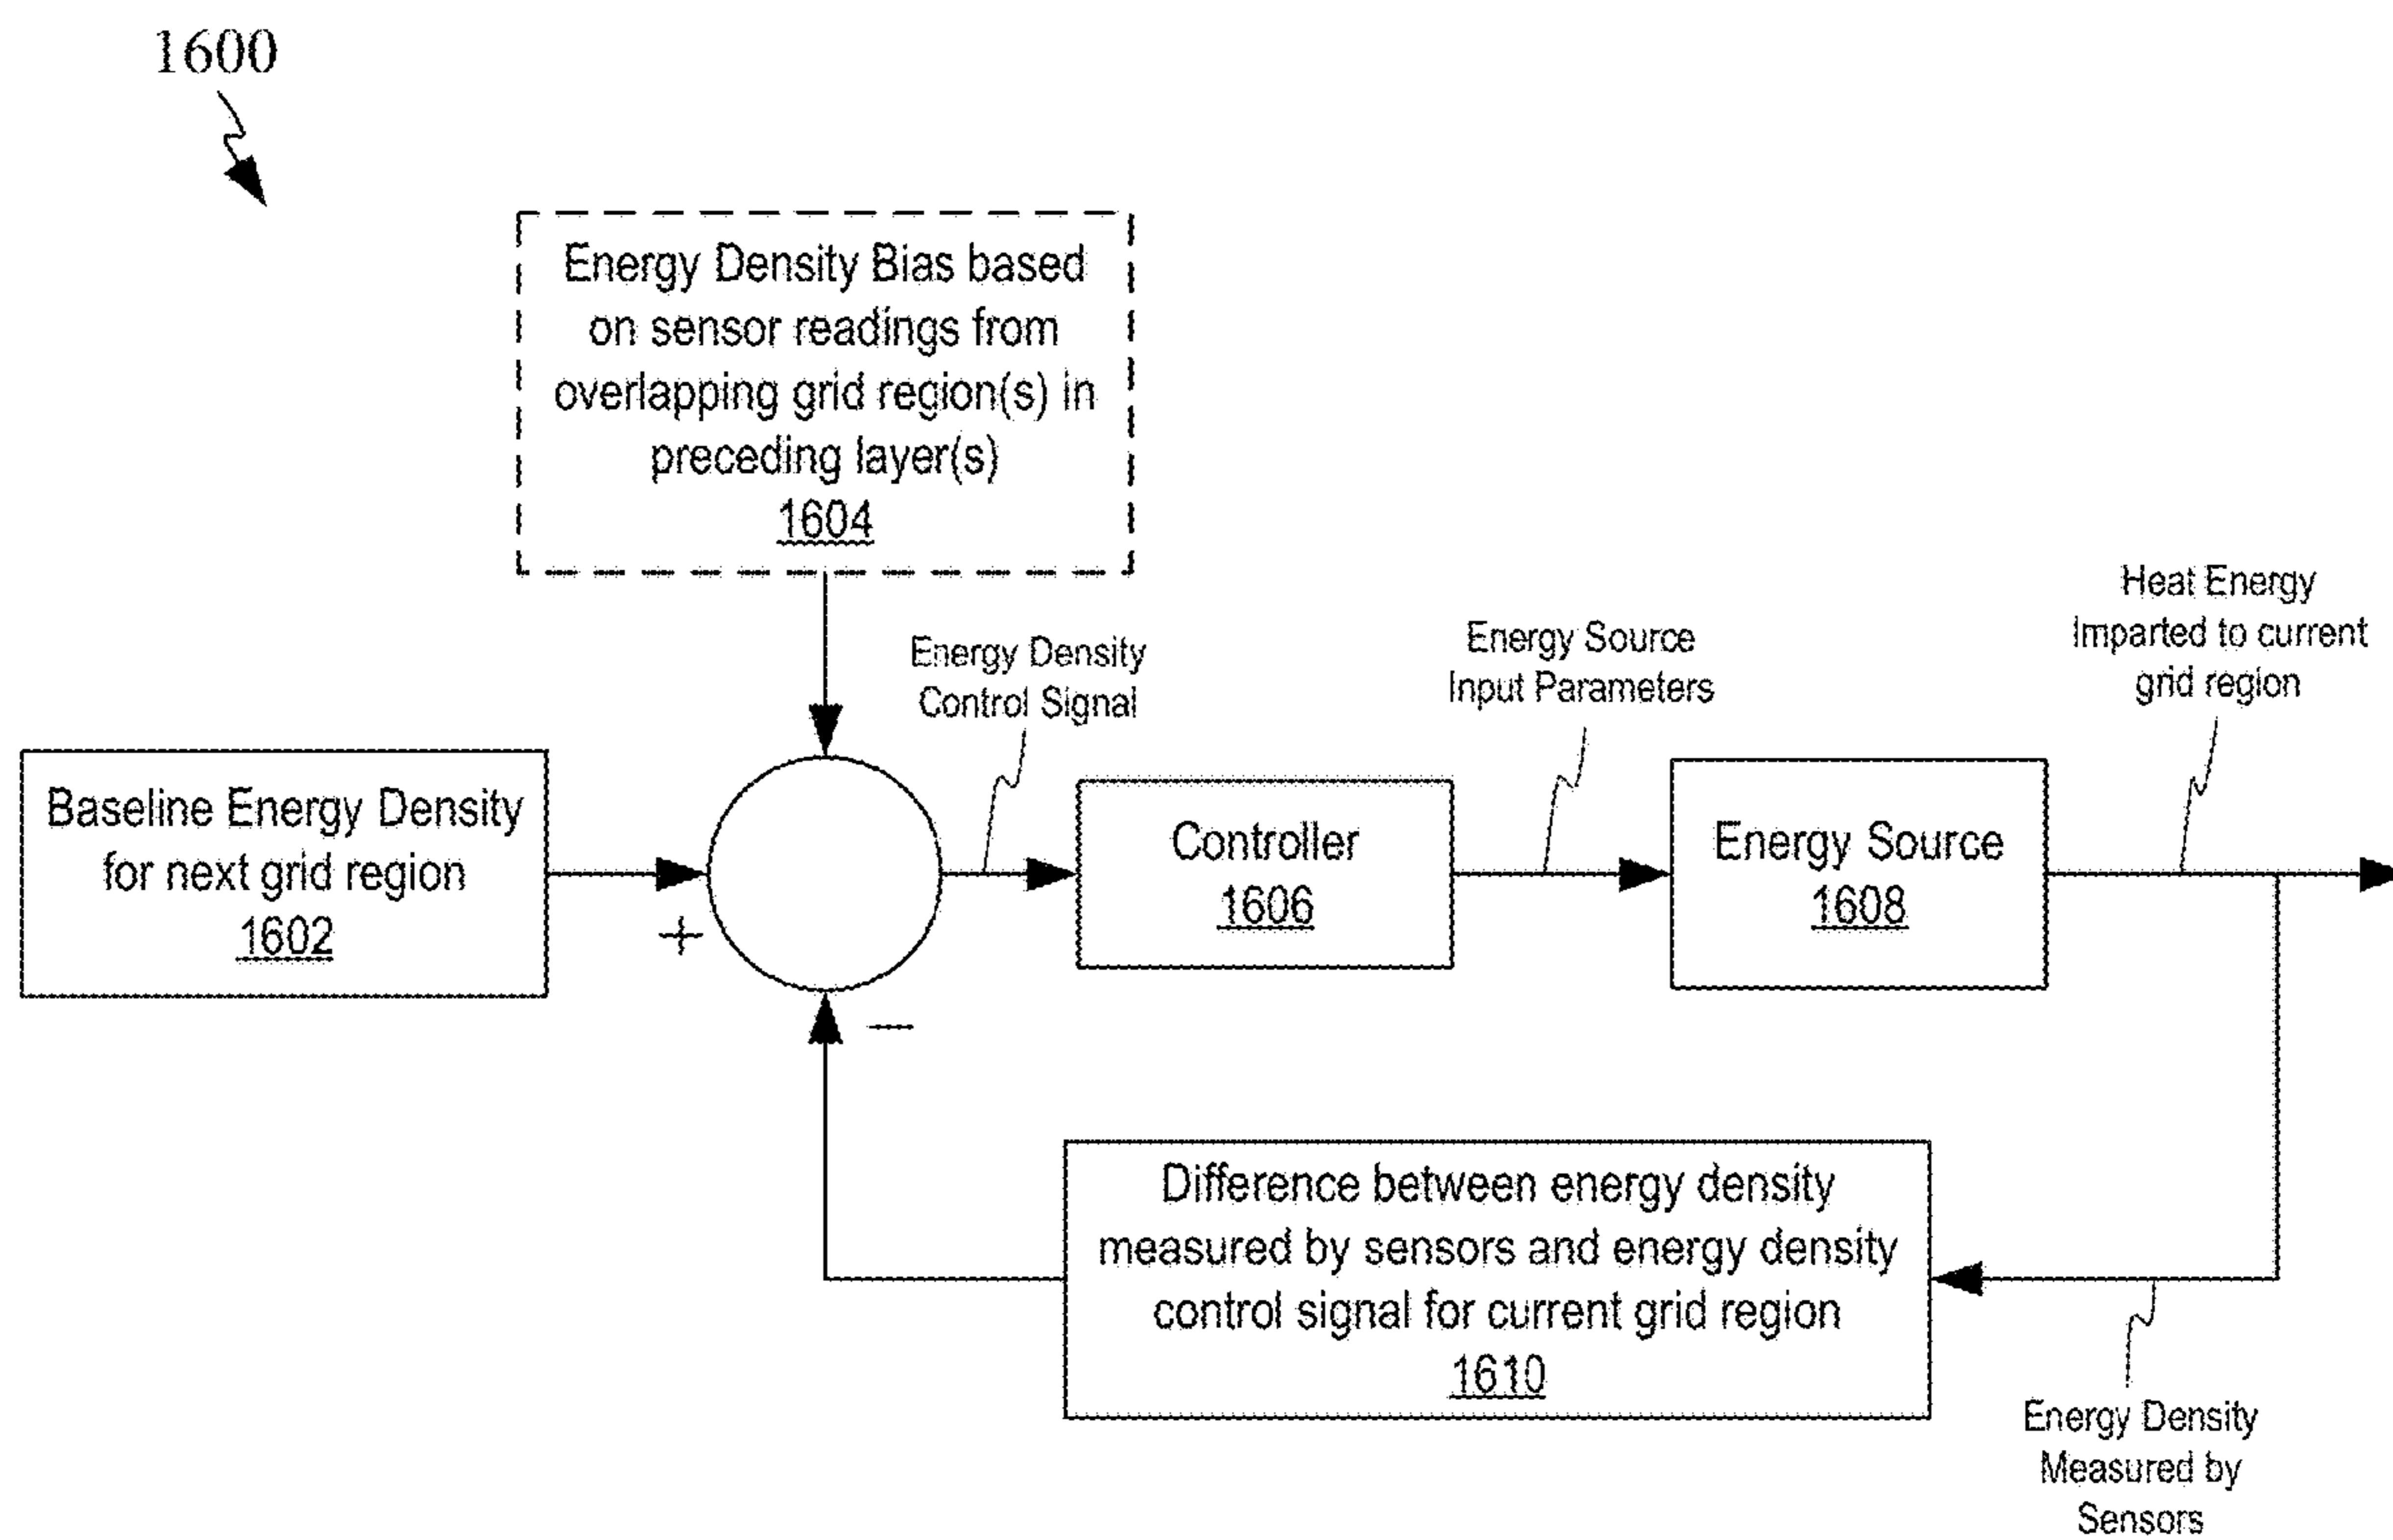 1600
Energy Density Bias based
on sensor readings from
overlapping grid region(s) in
preceding layer(s)
1604
Energy Density
Control Signal
Energy Source
Input Parameters
Heat Energy
Imparted to current
grid region
Baseline Energy Density
for next grid region
1602
+
−
Controller
1606
Energy Source
1608
Difference between energy density
measured by sensors and energy density
control signal for current grid region
1610
Energy Density
Measured by
Sensors